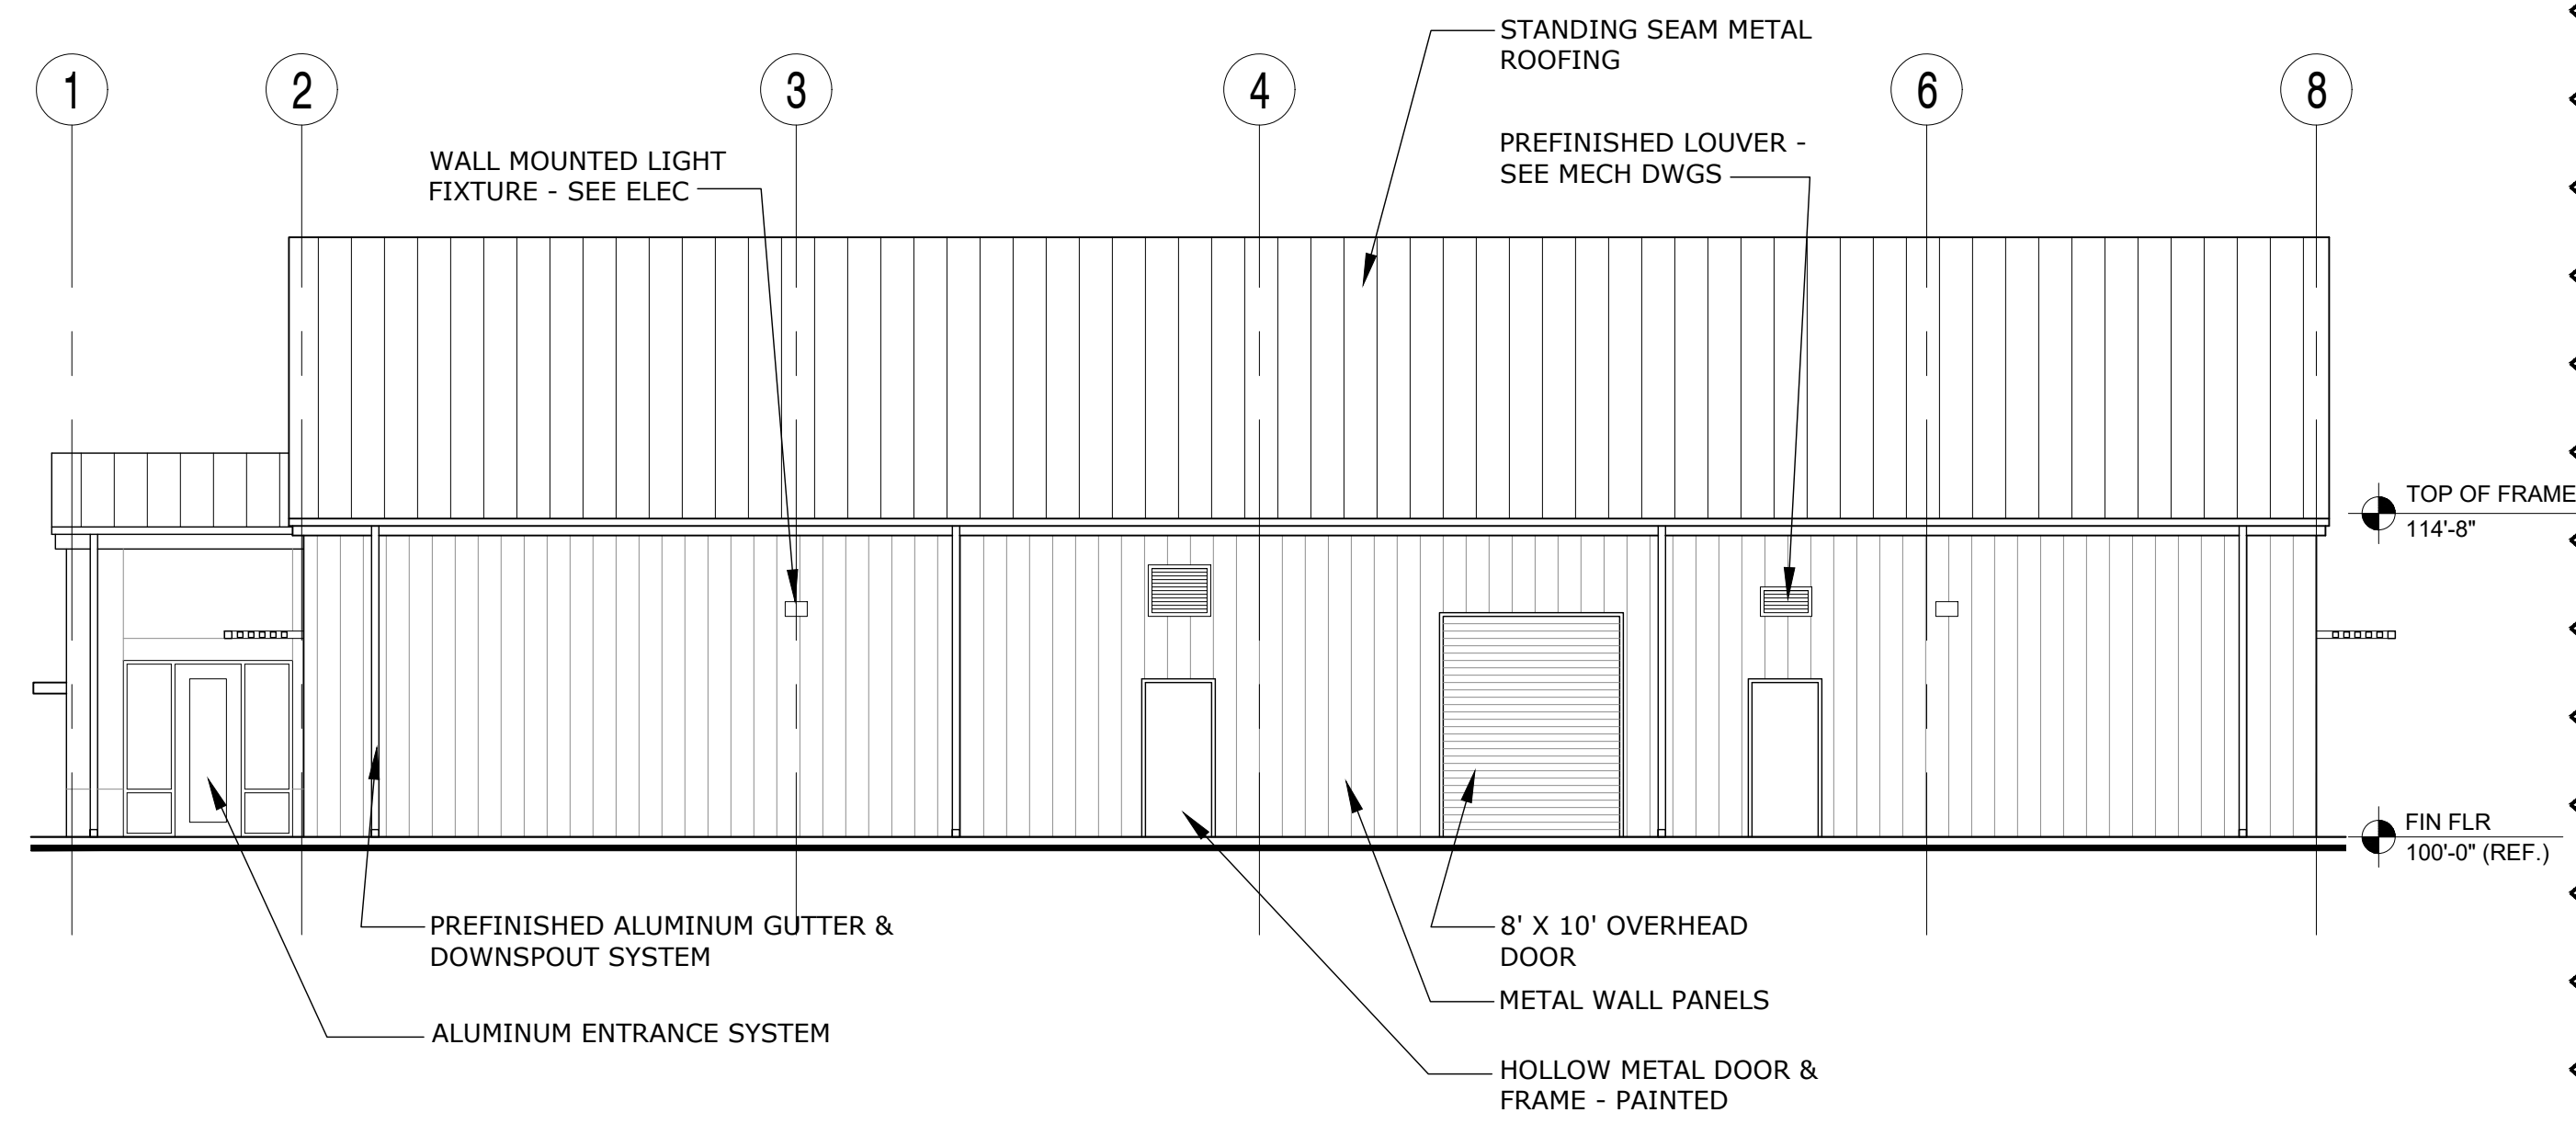 1
2
3
4
6
8
STANDING SEAM METAL
ROOFING
WALL MOUNTED LIGHT
FIXTURE - SEE ELEC
PREFINISHED LOUVER -
SEE MECH DWGS
TOP OF FRAME
114'-8"
FIN FLR
100'-0" (REF.)
PREFINISHED ALUMINUM GUTTER &
DOWNSPOUT SYSTEM
ALUMINUM ENTRANCE SYSTEM
8' X 10' OVERHEAD
DOOR
METAL WALL PANELS
HOLLOW METAL DOOR &
FRAME - PAINTED